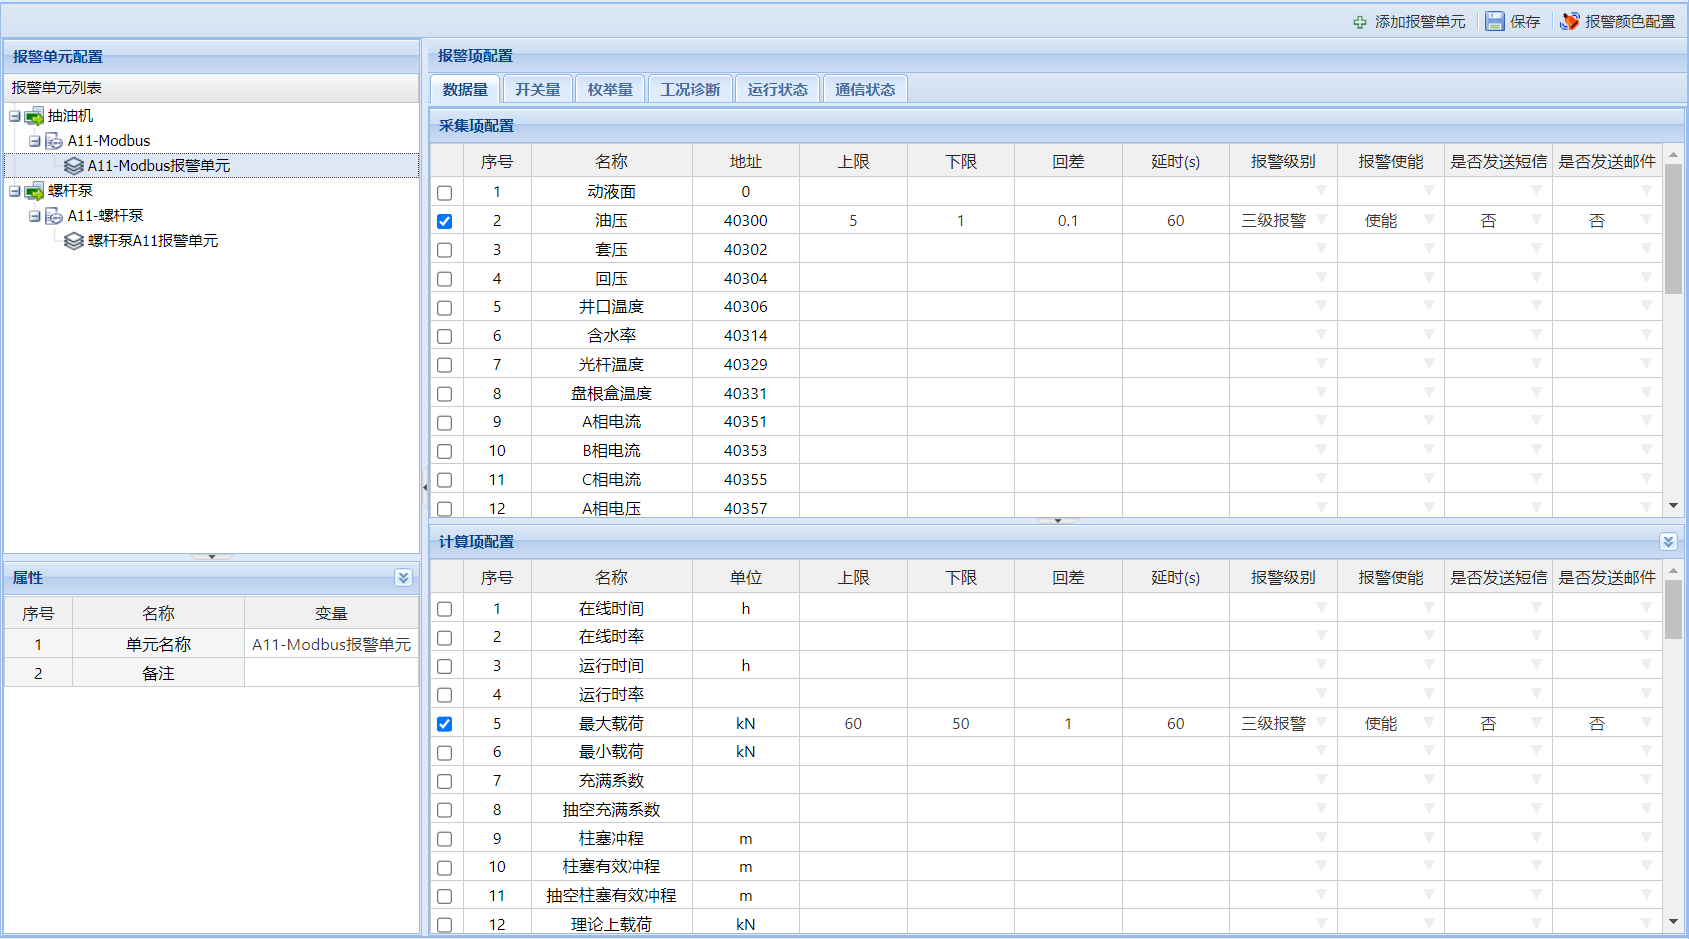 添加报警单元 保存 报警颜色配置
报警单元配置
报警单元列表
抽油机
A11-Modbus
A11-Modbus报警单元
螺杆泵
A11-螺杆泵
螺杆泵A11报警单元
属性
序号 名称 变量
1 单元名称 A11-Modbus报警单元
2 备注
报警项配置
数据量 开关量 枚举量 工况诊断 运行状态 通信状态
采集项配置
序号 名称 地址 上限 下限 回差 延时(s) 报警级别 报警使能 是否发送短信 是否发送邮件
1 动液面 0
2 油压 40300 5 1 0.1 60 三级报警 使能 否 否
3 套压 40302
4 回压 40304
5 井口温度 40306
6 含水率 40314
7 光杆温度 40329
8 盘根盒温度 40331
9 A相电流 40351
10 B相电流 40353
11 C相电流 40355
12 A相电压 40357
计算项配置
序号 名称 单位 上限 下限 回差 延时(s) 报警级别 报警使能 是否发送短信 是否发送邮件
1 在线时间 h
2 在线时率
3 运行时间 h
4 运行时率
5 最大载荷 kN 60 50 1 60 三级报警 使能 否 否
6 最小载荷 kN
7 充满系数
8 抽空充满系数
9 柱塞冲程 m
10 柱塞有效冲程 m
11 抽空柱塞有效冲程 m
12 理论上载荷 kN